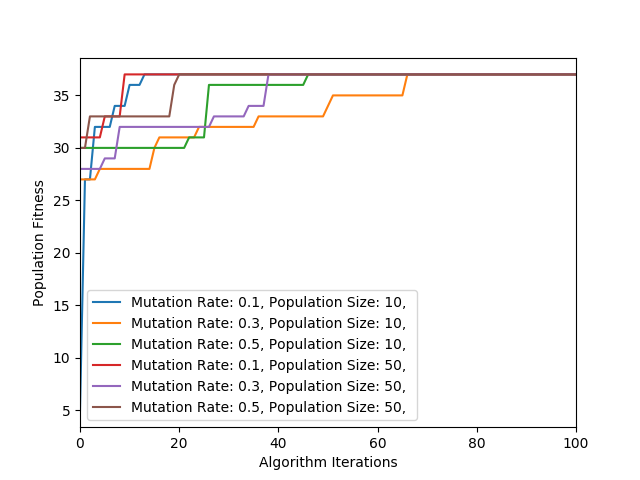 Population Fitness
35
30
25
20
15
10
5
Mutation Rate: 0.1, Population Size: 10,
Mutation Rate: 0.3, Population Size: 10,
Mutation Rate: 0.5, Population Size: 10,
Mutation Rate: 0.1, Population Size: 50,
Mutation Rate: 0.3, Population Size: 50,
Mutation Rate: 0.5, Population Size: 50,
0 20 40 60 80 100
Algorithm Iterations